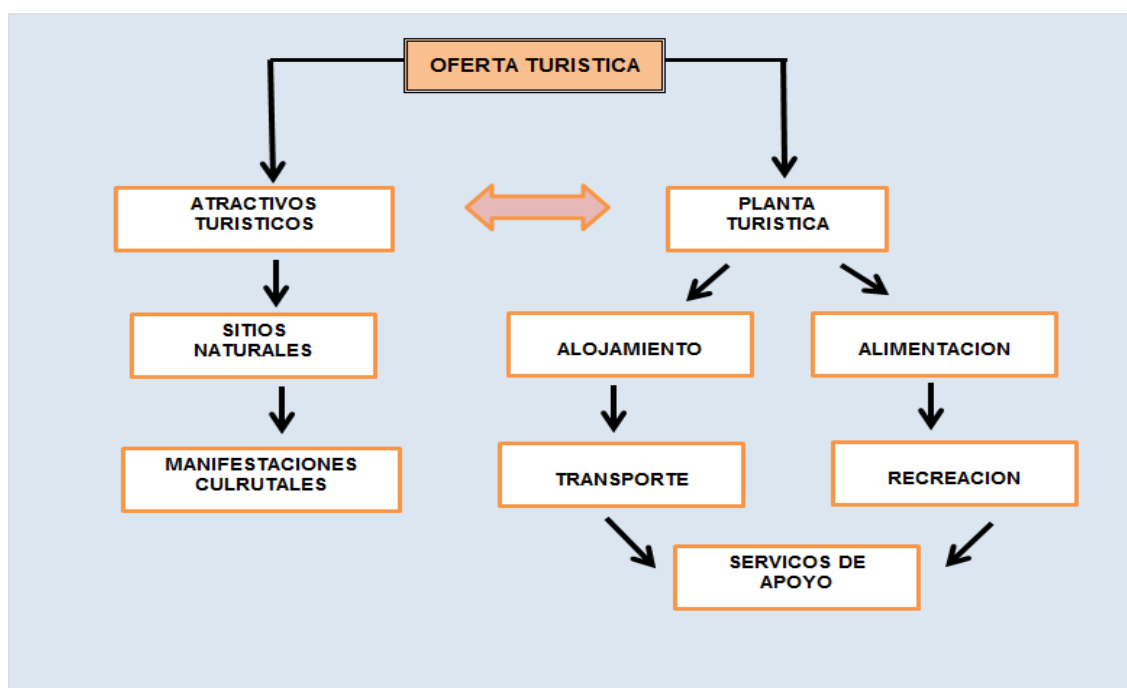 OFERTA TURISTICA
ATRACTIVOS
TURISTICOS
PLANTA
TURISTICA
SITIOS
NATURALES
ALOJAMIENTO
ALIMENTACION
MANIFESTACIONES
CULRUTALES
TRANSPORTE
RECREACION
SERVICOS DE
APOYO